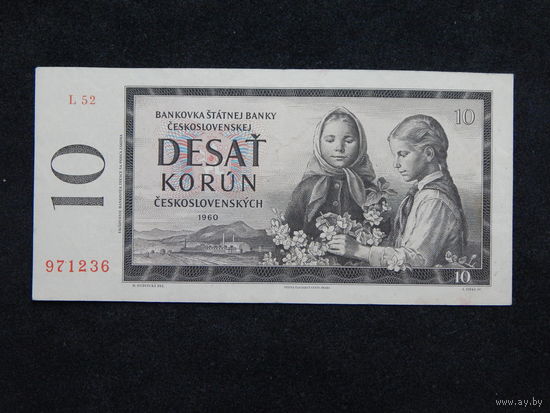 L 52
10
BANKOVKA ŠTÁTNEJ BANKY
ČESKOSLOVENSKEJ
DESAŤ
KORÚN
ČESKOSLOVENSKÝCH
1960
10
971236
10
www.ay.by